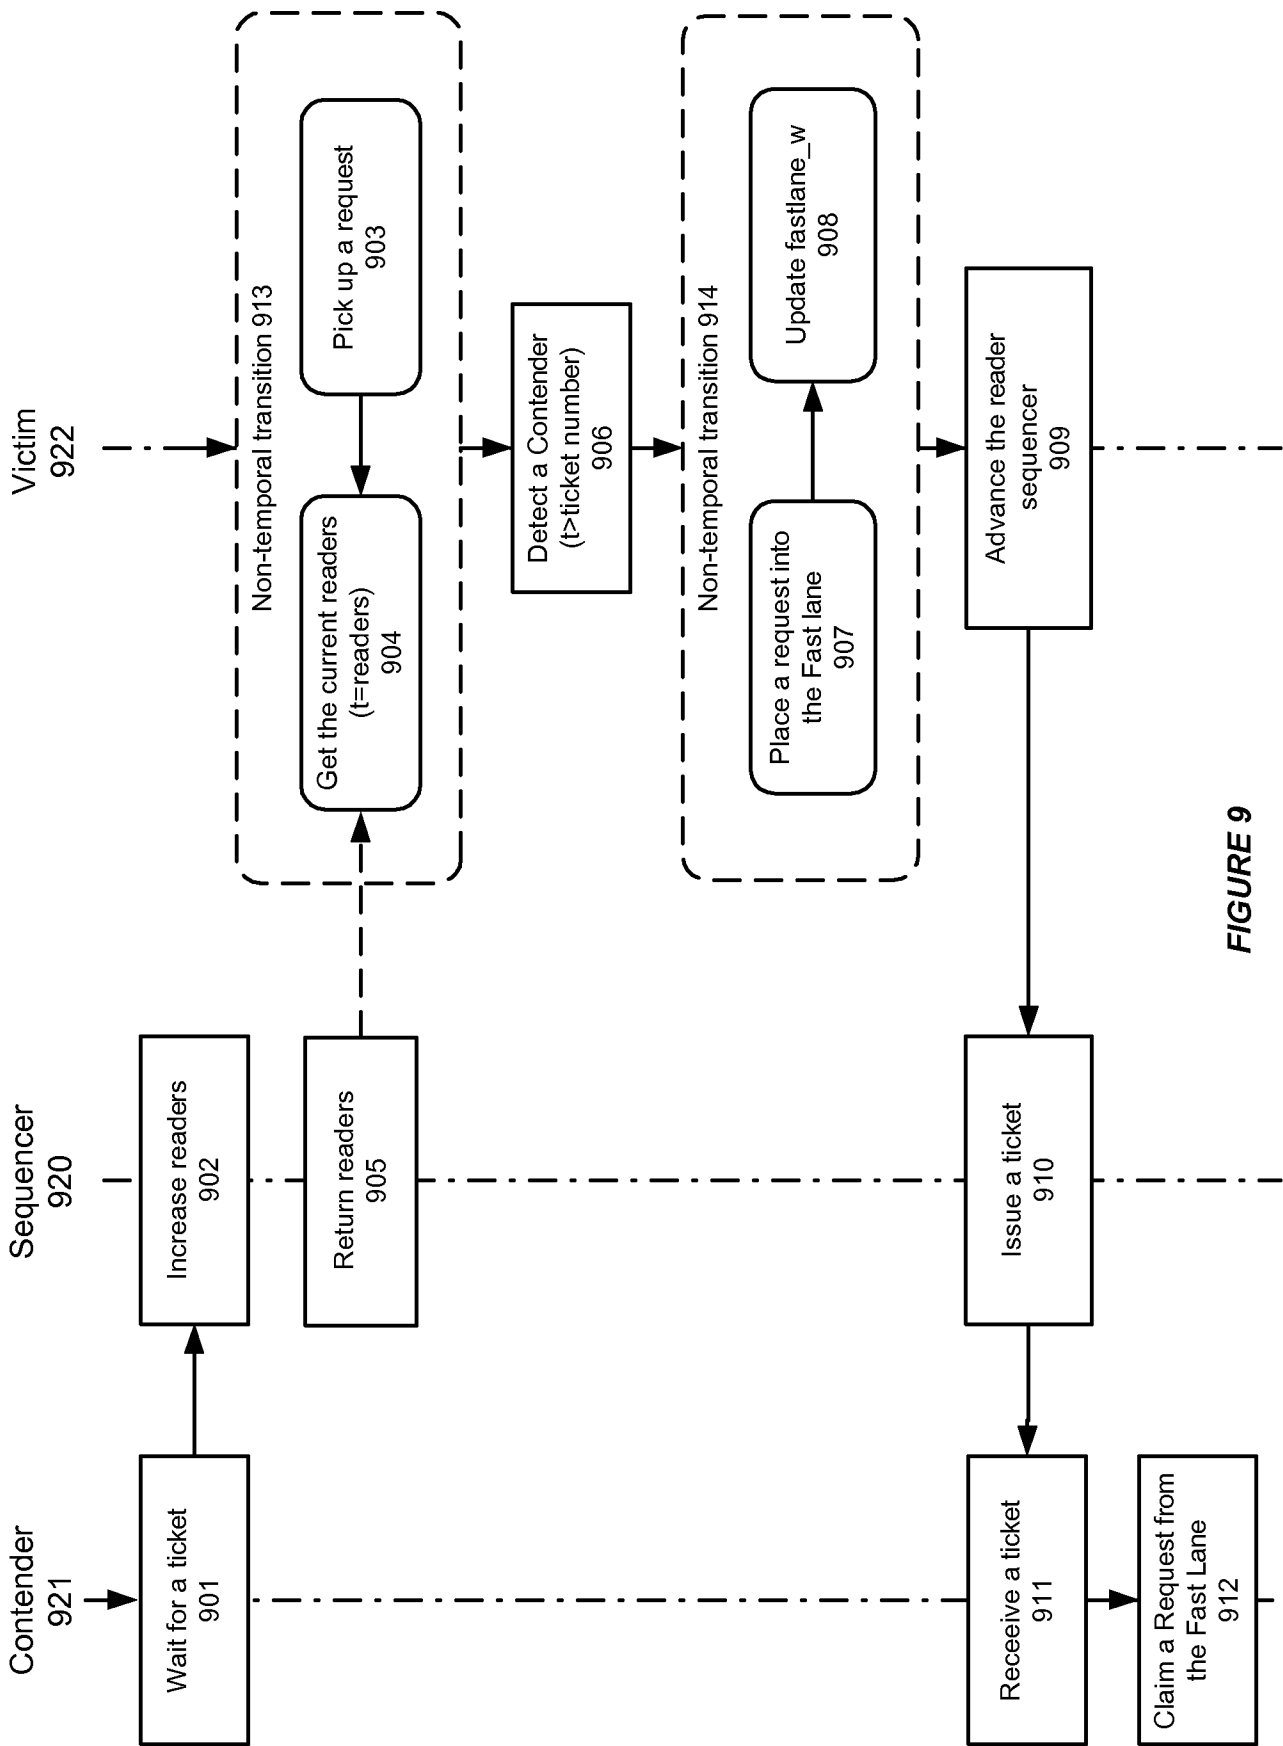 Contender
921
Sequencer
920
Victim
922
Wait for a ticket
901
Increase readers
902
Return readers
905
Non-temporal transition 913
Get the current readers
(t=readers)
904
Pick up a request
903
Detect a Contender
(t>ticket number)
906
Non-temporal transition 914
Place a request into
the Fast lane
907
Update fastlane_w
908
Advance the reader
sequencer
909
Issue a ticket
910
Receeive a ticket
911
Claim a Request from
the Fast Lane
912
FIGURE 9